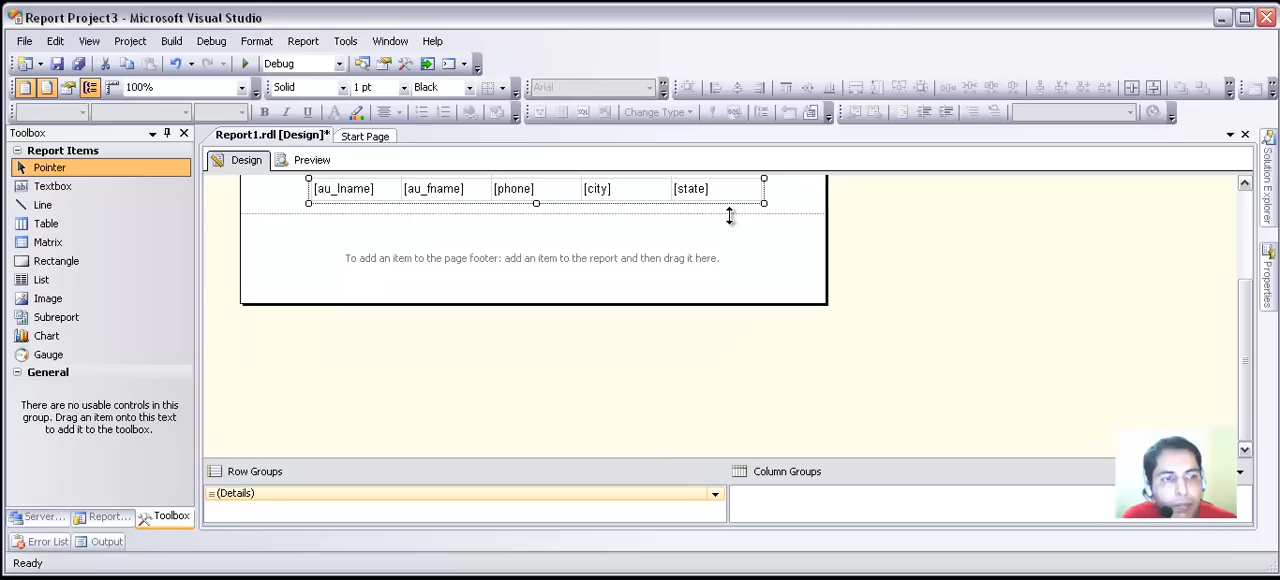 Report Project3 - Microsoft Visual Studio
File Edit View Project Build Debug Format Report Tools Window Help
Debug
100% Solid 1 pt Black Arial
B I U A Change Type
Toolbox
Report1.rdl [Design]* Start Page
Report Items
Design Preview
Pointer
Textbox
Line
Table
Matrix
Rectangle
List
Image
Subreport
Chart
Gauge
General
There are no usable controls in this
group. Drag an item onto this text
to add it to the toolbox.
[au_lname] [au_fname] [phone] [city] [state]
To add an item to the page footer: add an item to the report and then drag it here.
Row Groups Column Groups
(Details)
Solution Explorer
Properties
Server... Report... Toolbox
Error List Output
Ready